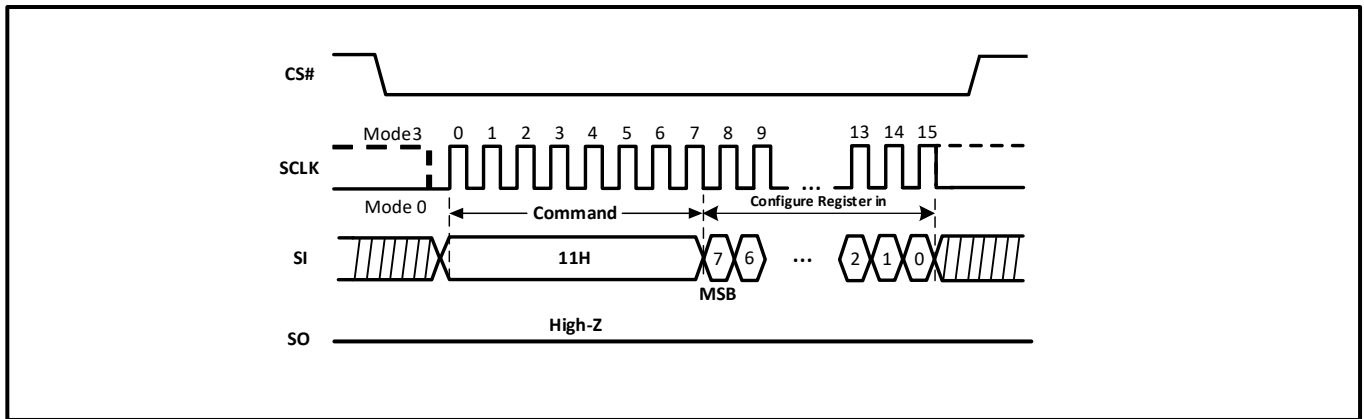 CS#
Mode3 0 1 2 3 4 5 6 7 8 9 13 14 15
SCLK
...
Mode 0 Command Configure Register in
SI 11H 7 6 ... 2 1 0
MSB
High-Z
SO